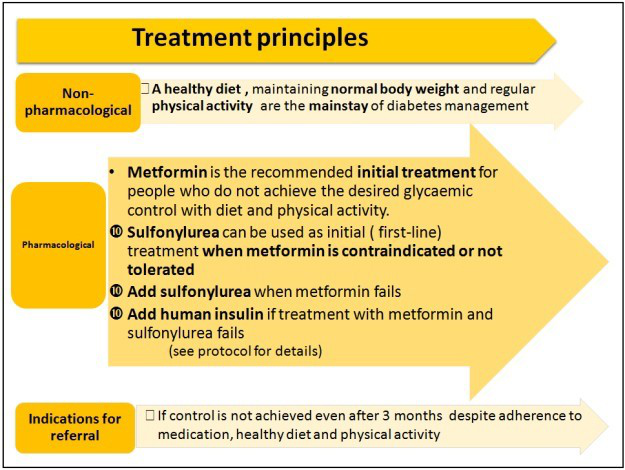 Treatment principles
Non-
pharmacological
□ A healthy diet , maintaining normal body weight and regular
physical activity are the mainstay of diabetes management
Pharmacological
• Metformin is the recommended initial treatment for
people who do not achieve the desired glycaemic
control with diet and physical activity.
❿ Sulfonylurea can be used as initial ( first-line)
treatment when metformin is contraindicated or not
tolerated
❿ Add sulfonylurea when metformin fails
❿ Add human insulin if treatment with metformin and
sulfonylurea fails
(see protocol for details)
Indications for
referral
□ If control is not achieved even after 3 months despite adherence to
medication, healthy diet and physical activity